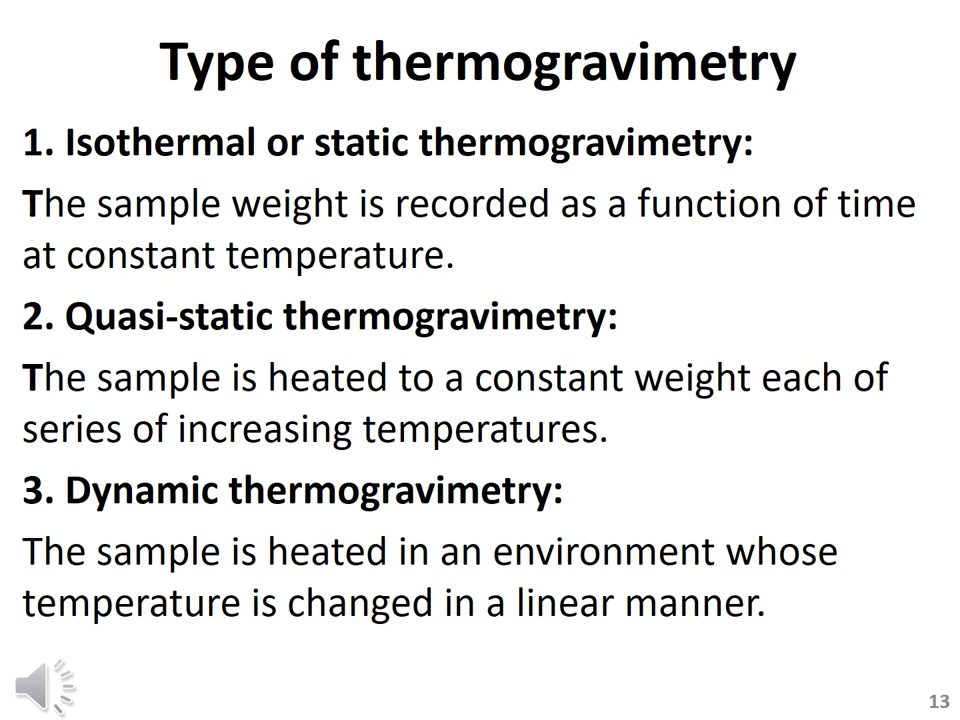 Type of thermogravimetry
1. Isothermal or static thermogravimetry:
The sample weight is recorded as a function of time
at constant temperature.
2. Quasi-static thermogravimetry:
The sample is heated to a constant weight each of
series of increasing temperatures.
3. Dynamic thermogravimetry:
The sample is heated in an environment whose
temperature is changed in a linear manner.
13